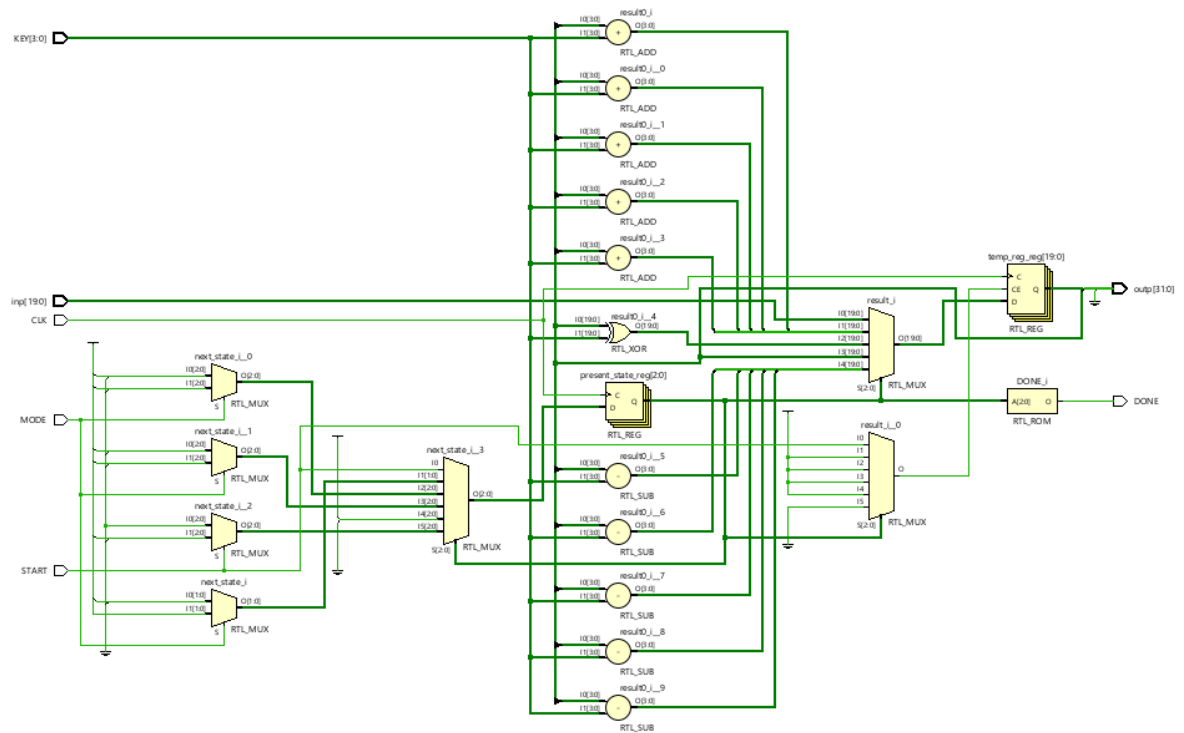 KEY[3:0]
inp[19:0]
CLK
MODE
START
result0_i
I0[3:0]
I1[3:0]
O[3:0]
RTL_ADD
result0_i__0
I0[3:0]
I1[3:0]
O[3:0]
RTL_ADD
result0_i__1
I0[3:0]
I1[3:0]
O[3:0]
RTL_ADD
result0_i__2
I0[3:0]
I1[3:0]
O[3:0]
RTL_ADD
result0_i__3
I0[3:0]
I1[3:0]
O[3:0]
RTL_ADD
result0_i__4
I0[19:0]
I1[19:0]
O[19:0]
RTL_XOR
present_state_reg[2:0]
C
D
Q
RTL_REG
next_state_i__0
I0[2:0]
I1[2:0]
S
O[2:0]
RTL_MUX
next_state_i__1
I0[2:0]
I1[2:0]
S
O[2:0]
RTL_MUX
next_state_i__2
I0[2:0]
I1[2:0]
S
O[2:0]
RTL_MUX
next_state_i
I0[1:0]
I1[1:0]
S
O[1:0]
RTL_MUX
next_state_i__3
I0
I1[1:0]
I2[2:0]
I3[2:0]
I4[2:0]
I5[2:0]
S[2:0]
O[2:0]
RTL_MUX
result0_i__5
I0[3:0]
I1[3:0]
O[3:0]
RTL_SUB
result0_i__6
I0[3:0]
I1[3:0]
O[3:0]
RTL_SUB
result0_i__7
I0[3:0]
I1[3:0]
O[3:0]
RTL_SUB
result0_i__8
I0[3:0]
I1[3:0]
O[3:0]
RTL_SUB
result0_i__9
I0[3:0]
I1[3:0]
O[3:0]
RTL_SUB
result_i
I0[19:0]
I1[19:0]
I2[19:0]
I3[19:0]
I4[19:0]
S[2:0]
O[19:0]
RTL_MUX
result_i__0
I0
I1
I2
I3
I4
I5
S[2:0]
O
RTL_MUX
temp_reg_reg[19:0]
C
CE
D
Q
RTL_REG
DONE_i
A[2:0]
O
RTL_ROM
outp[31:0]
DONE